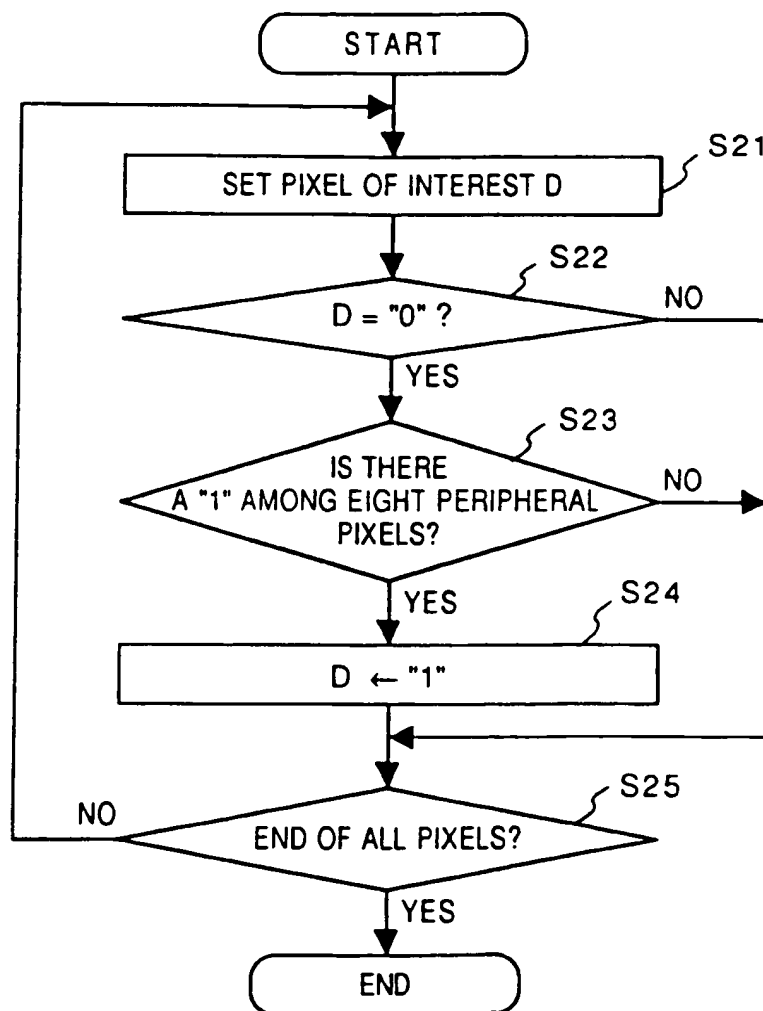 START
S21
SET PIXEL OF INTEREST D
S22
D = "0" ?
NO
YES
S23
IS THERE
A "1" AMONG EIGHT PERIPHERAL
PIXELS?
NO
YES
S24
D ← "1"
S25
NO
END OF ALL PIXELS?
YES
END